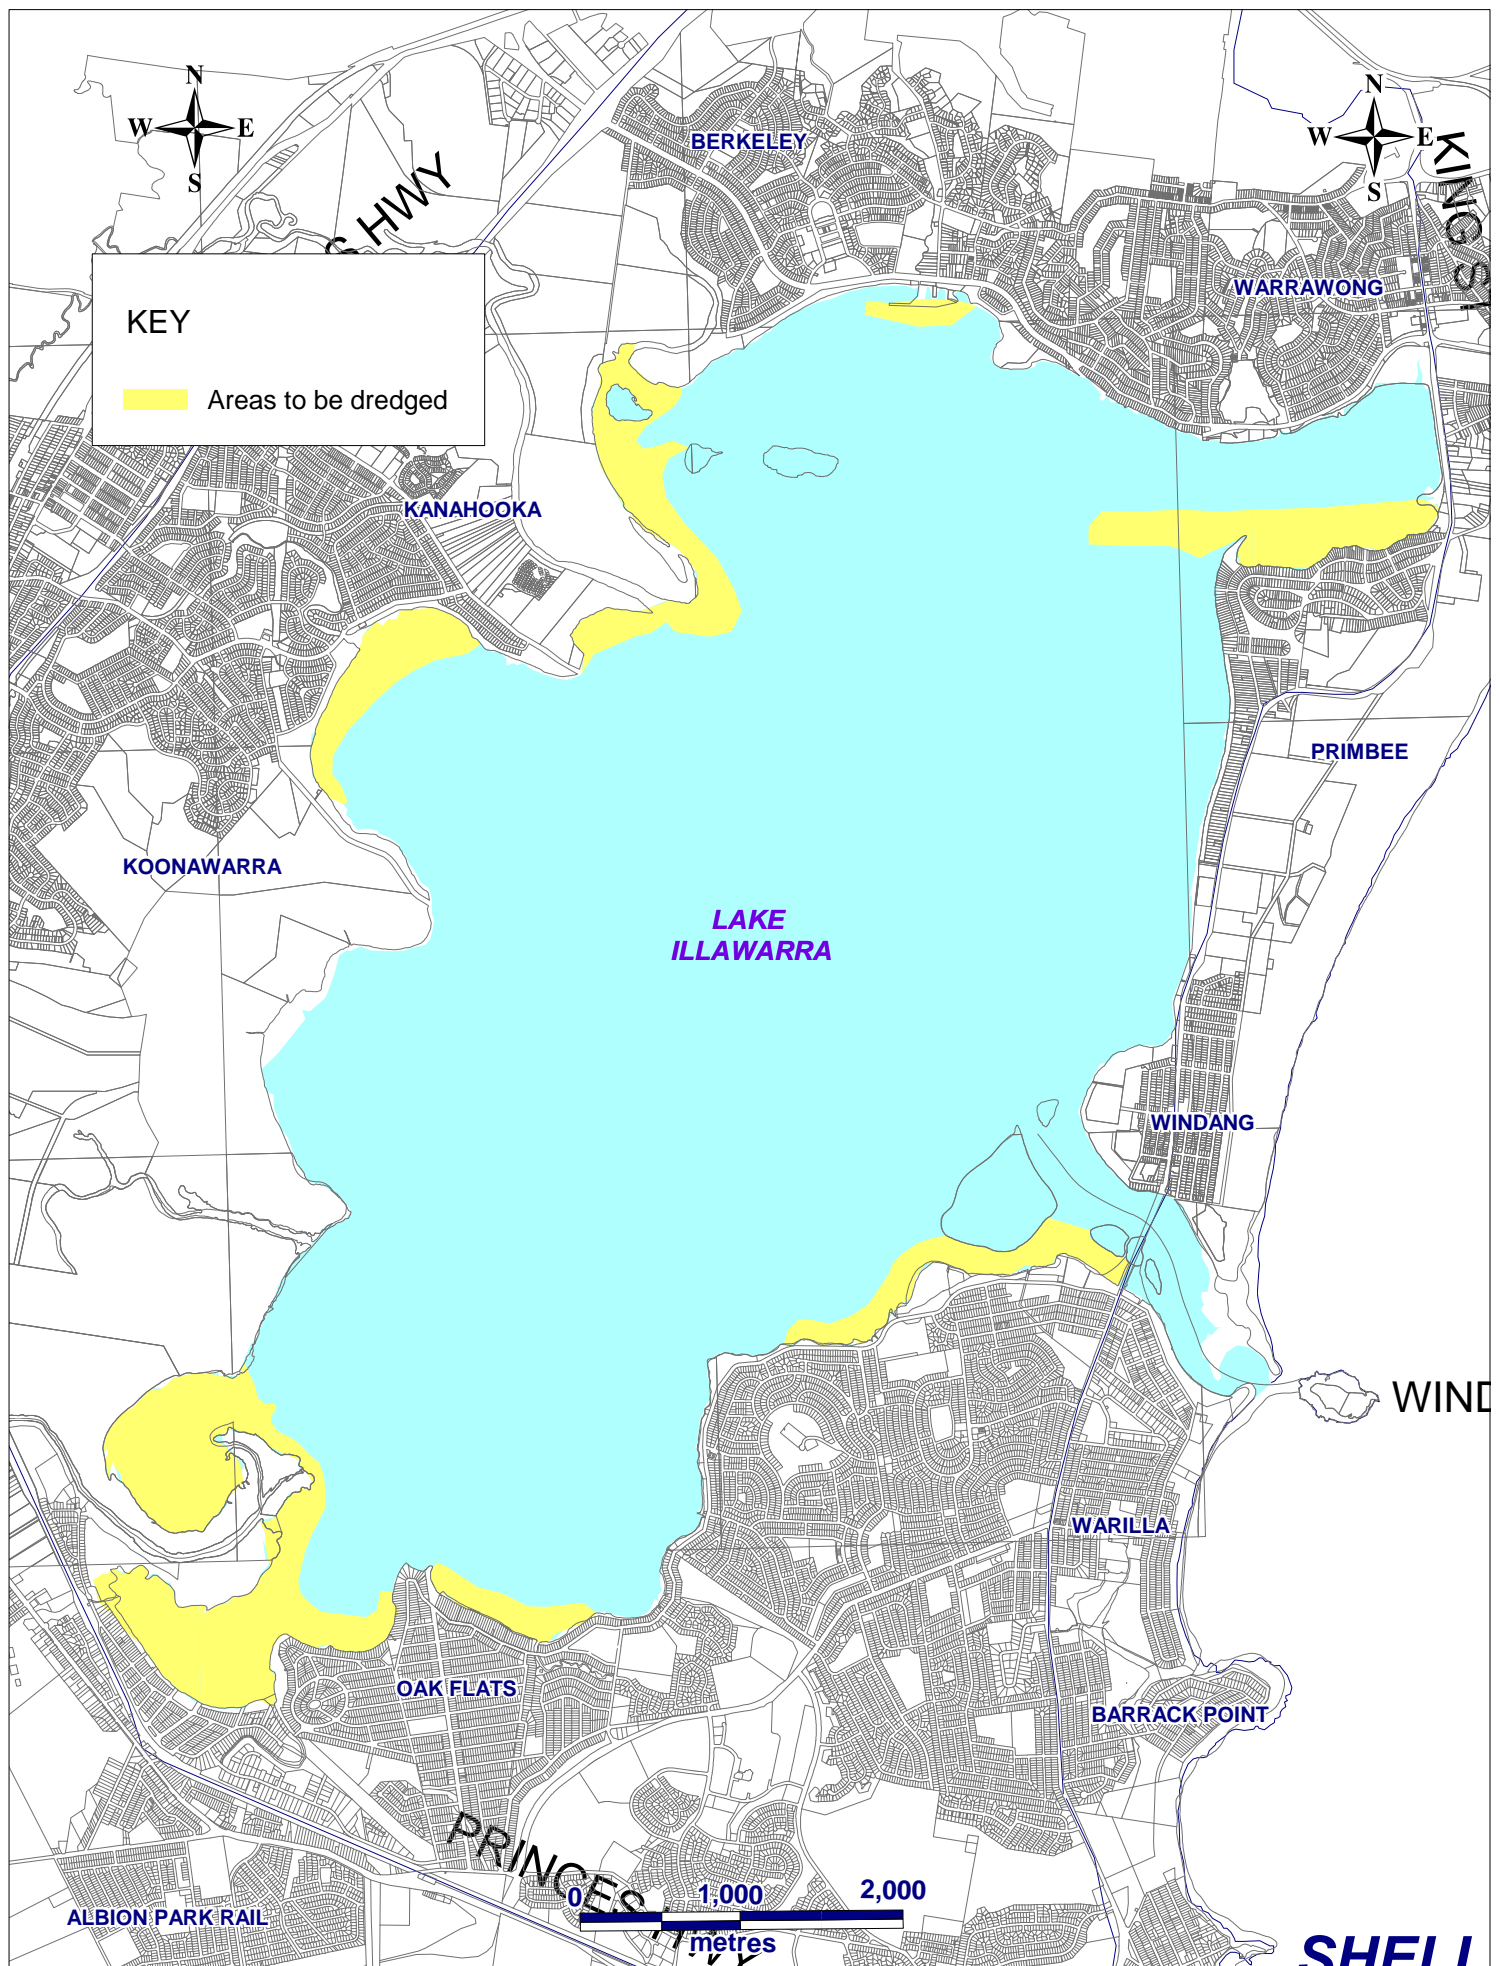 N
W E
S
N
W E
S
BERKELEY
S HWY
KING S
WARRAWONG
KEY
Areas to be dredged
KANAHOOKA
PRIMBEE
KOONAWARRA
LAKE
ILLAWARRA
WINDANG
WIND
WARILLA
OAK FLATS
BARRACK POINT
PRINCES HWY
0 1,000 2,000
metres
ALBION PARK RAIL
SHELL